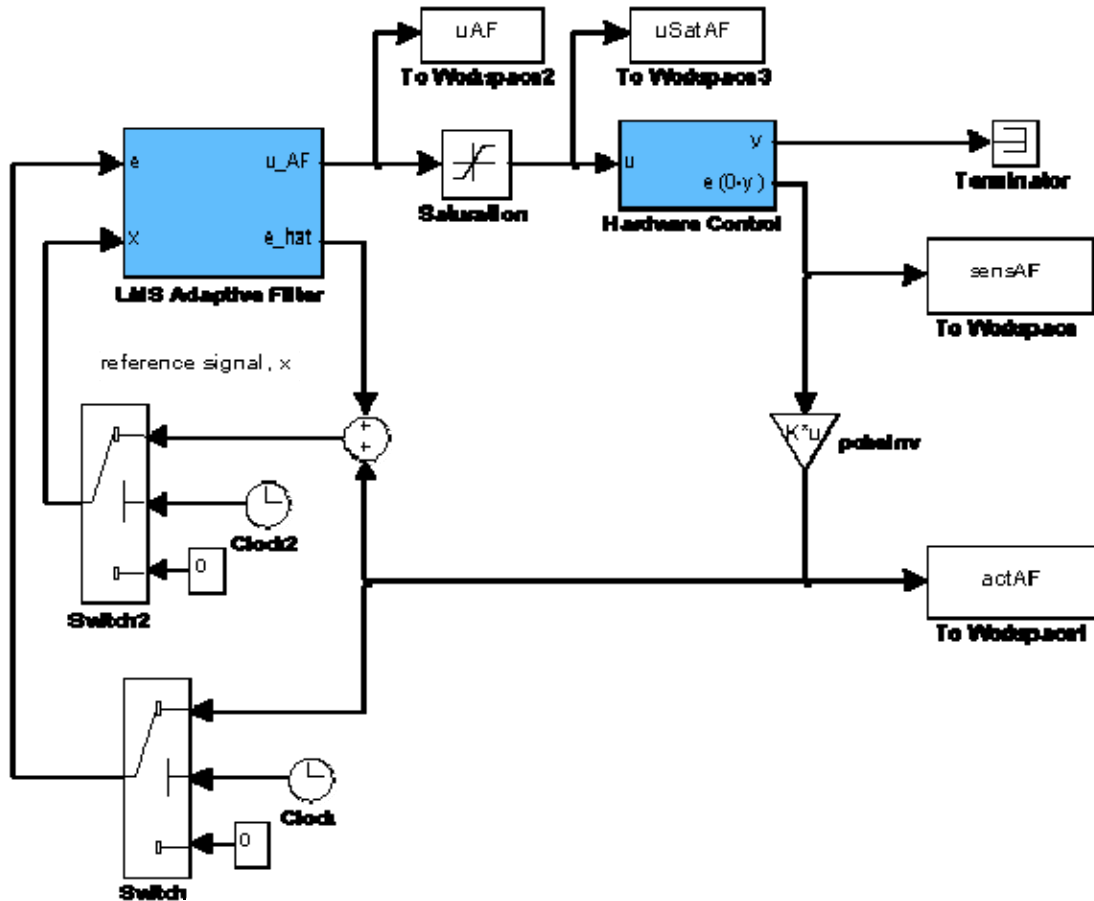 uAF
uSatAF
To Workspace2
To Workspace3
e
u_AF
u
y
e (0-y )
x
e_hat
Terminator
Saturation
Hardware Control
LMS Adaptive Filter
sensAF
To Workspace
reference signal, x
+
+
K*u
Clock2
0
Switch2
actAF
To Workspace1
Clock
0
Switch